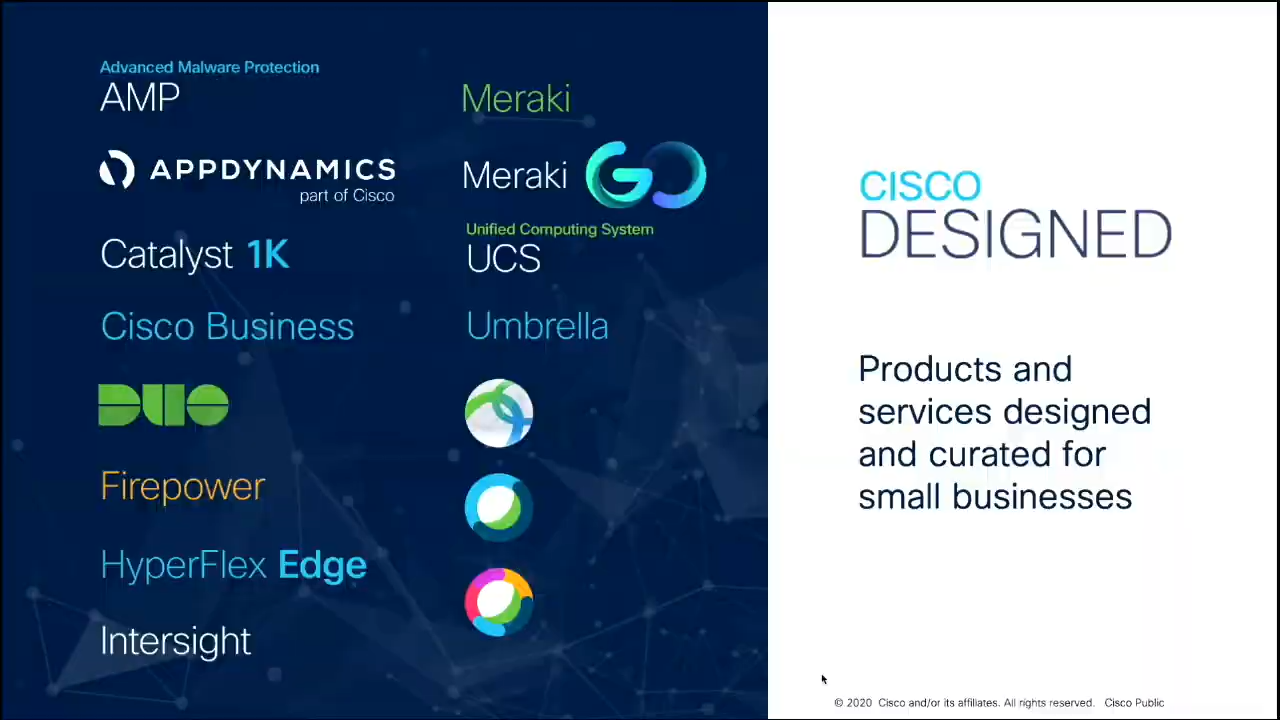 Advanced Malware Protection
AMP
APPDYNAMICS
part of Cisco
Catalyst 1K
Cisco Business
DUO
Firepower
HyperFlex Edge
Intersight
Meraki
Meraki GO
Unified Computing System
UCS
Umbrella
CISCO
DESIGNED
Products and
services designed
and curated for
small businesses
© 2020 Cisco and/or its affiliates. All rights reserved. Cisco Public